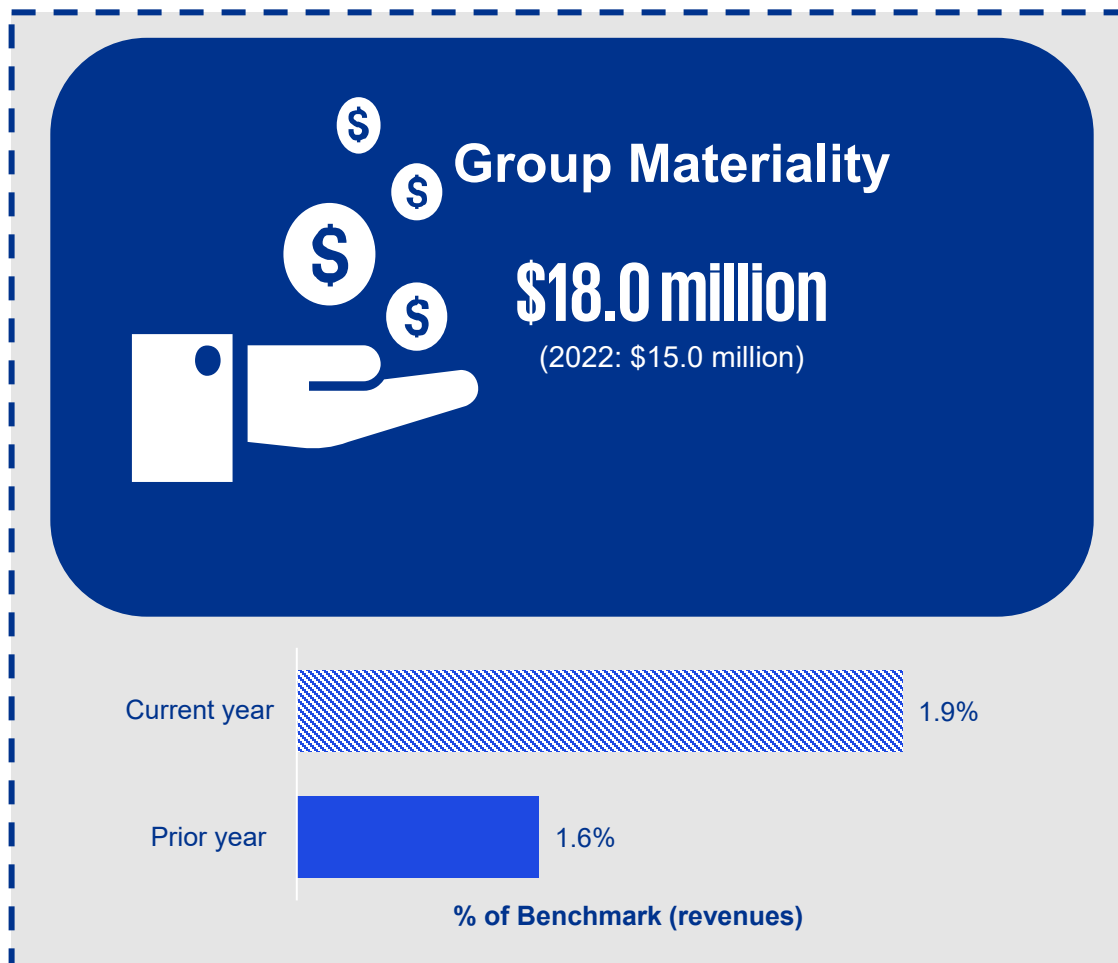 $
$
$
$
Group Materiality
$18.0 million
(2022: $15.0 million)
Current year 1.9%
Prior year 1.6%
% of Benchmark (revenues)